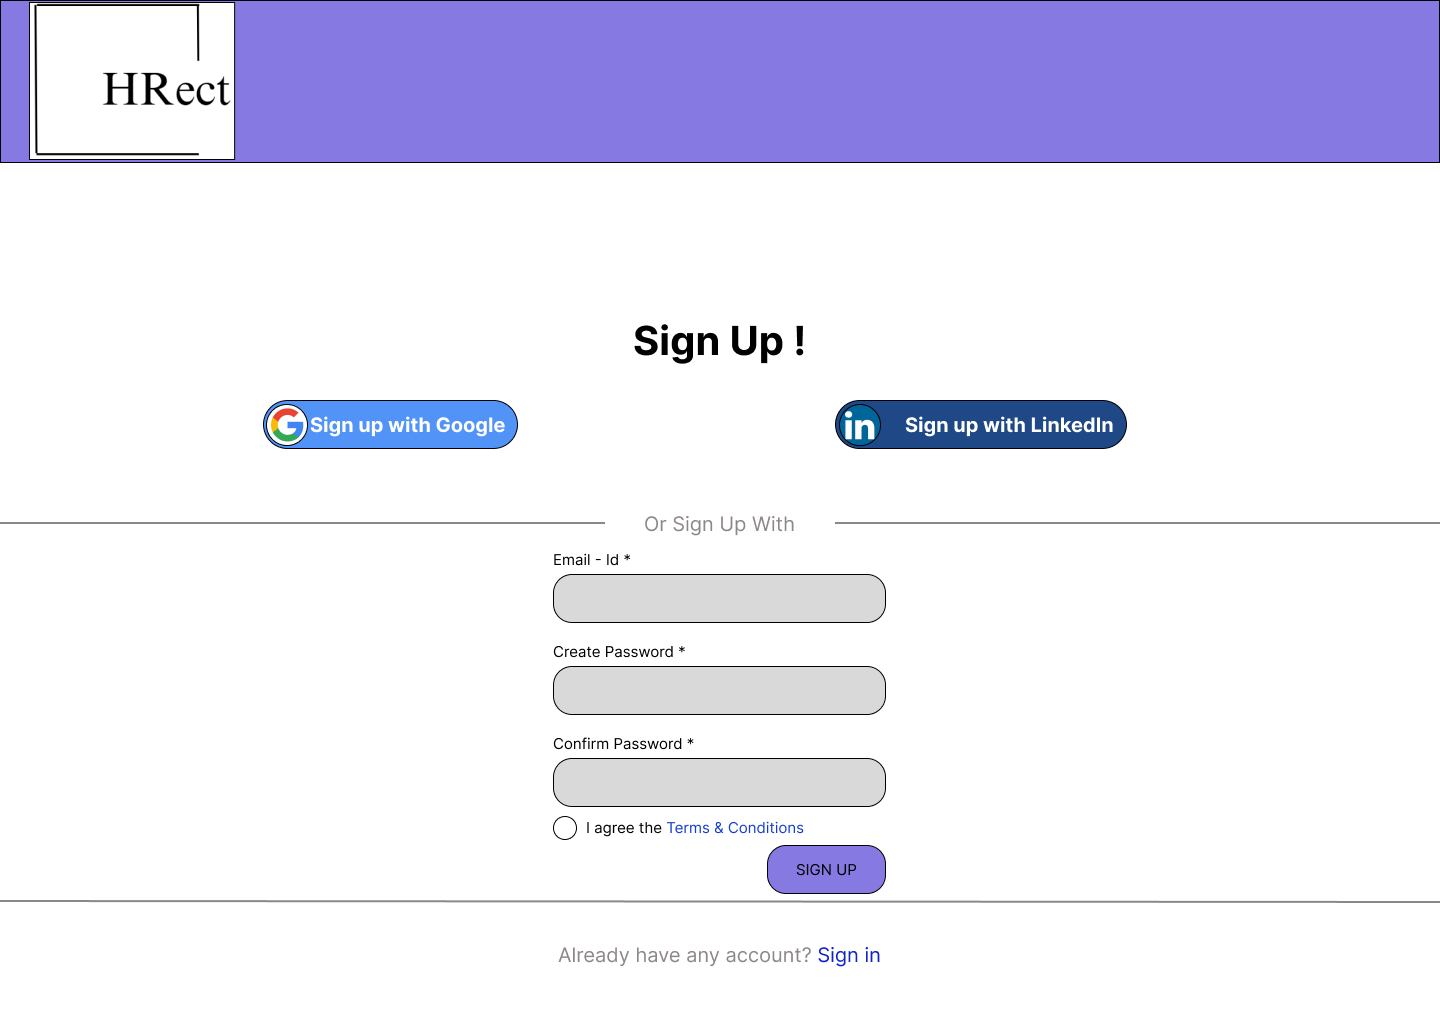 HRect
Sign Up !
Sign up with Google
in Sign up with LinkedIn
Or Sign Up With
Email - Id *
Create Password *
Confirm Password *
I agree the Terms & Conditions
SIGN UP
Already have any account? Sign in